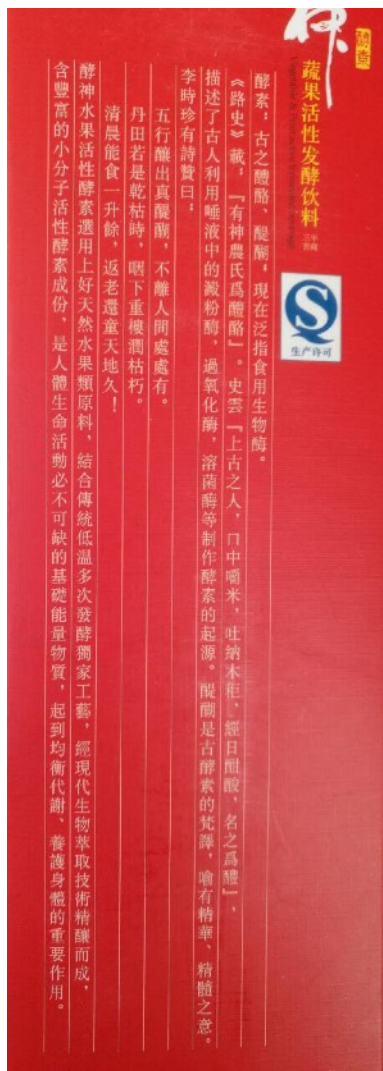 神
蔬果活性发酵饮料
生产许可
酵素；古之醴酪、醍醐；現在泛指食用生物酶。
《路史》載，『有神農氏爲醴酪』。史雲『上古之人，口中嚼米，吐納木秬，經日酣酸，名之爲醴』，
描述了古人利用唾液中的澱粉酶，過氧化酶，溶菌酶等制作酵素的起源。醍醐是古酵素的梵譯，喻有精華、精髓之意。
李時珍有詩贊曰；
五行釀出真醍醐，不離人間處處有。
丹田若是乾枯時，咽下重樓潤枯朽。
清晨能食一升餘，返老還童天地久！
酵神水果活性酵素選用上好天然水果類原料，結合傳統低温多次發酵獨家工藝，經現代生物萃取技術精釀而成，
含豐富的小分子活性酵素成份，是人體生命活動必不可缺的基礎能量物質，起到均衡代謝、養護身體的重要作用。